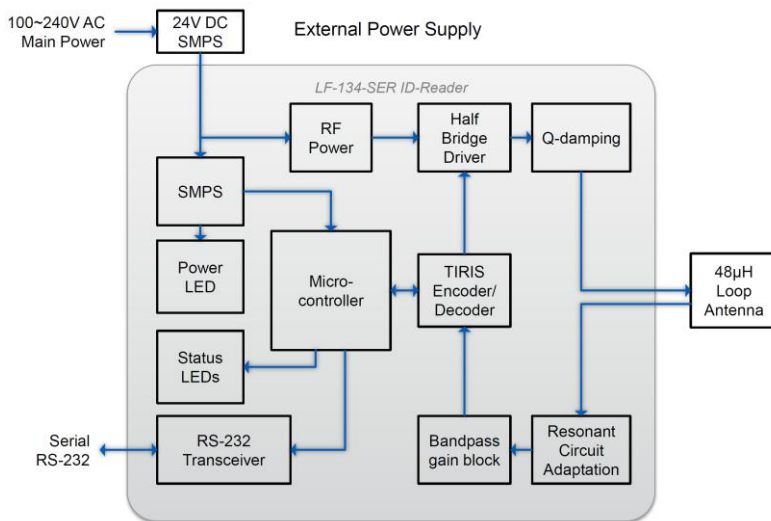 100~240V AC
Main Power
24V DC
SMPS
External Power Supply
LF-134-SER ID-Reader
RF
Power
Half
Bridge
Driver
Q-damping
SMPS
Power
LED
Micro-
controller
TIRIS
Encoder/
Decoder
48µH
Loop
Antenna
Status
LEDs
Serial
RS-232
RS-232
Transceiver
Bandpass
gain block
Resonant
Circuit
Adaptation